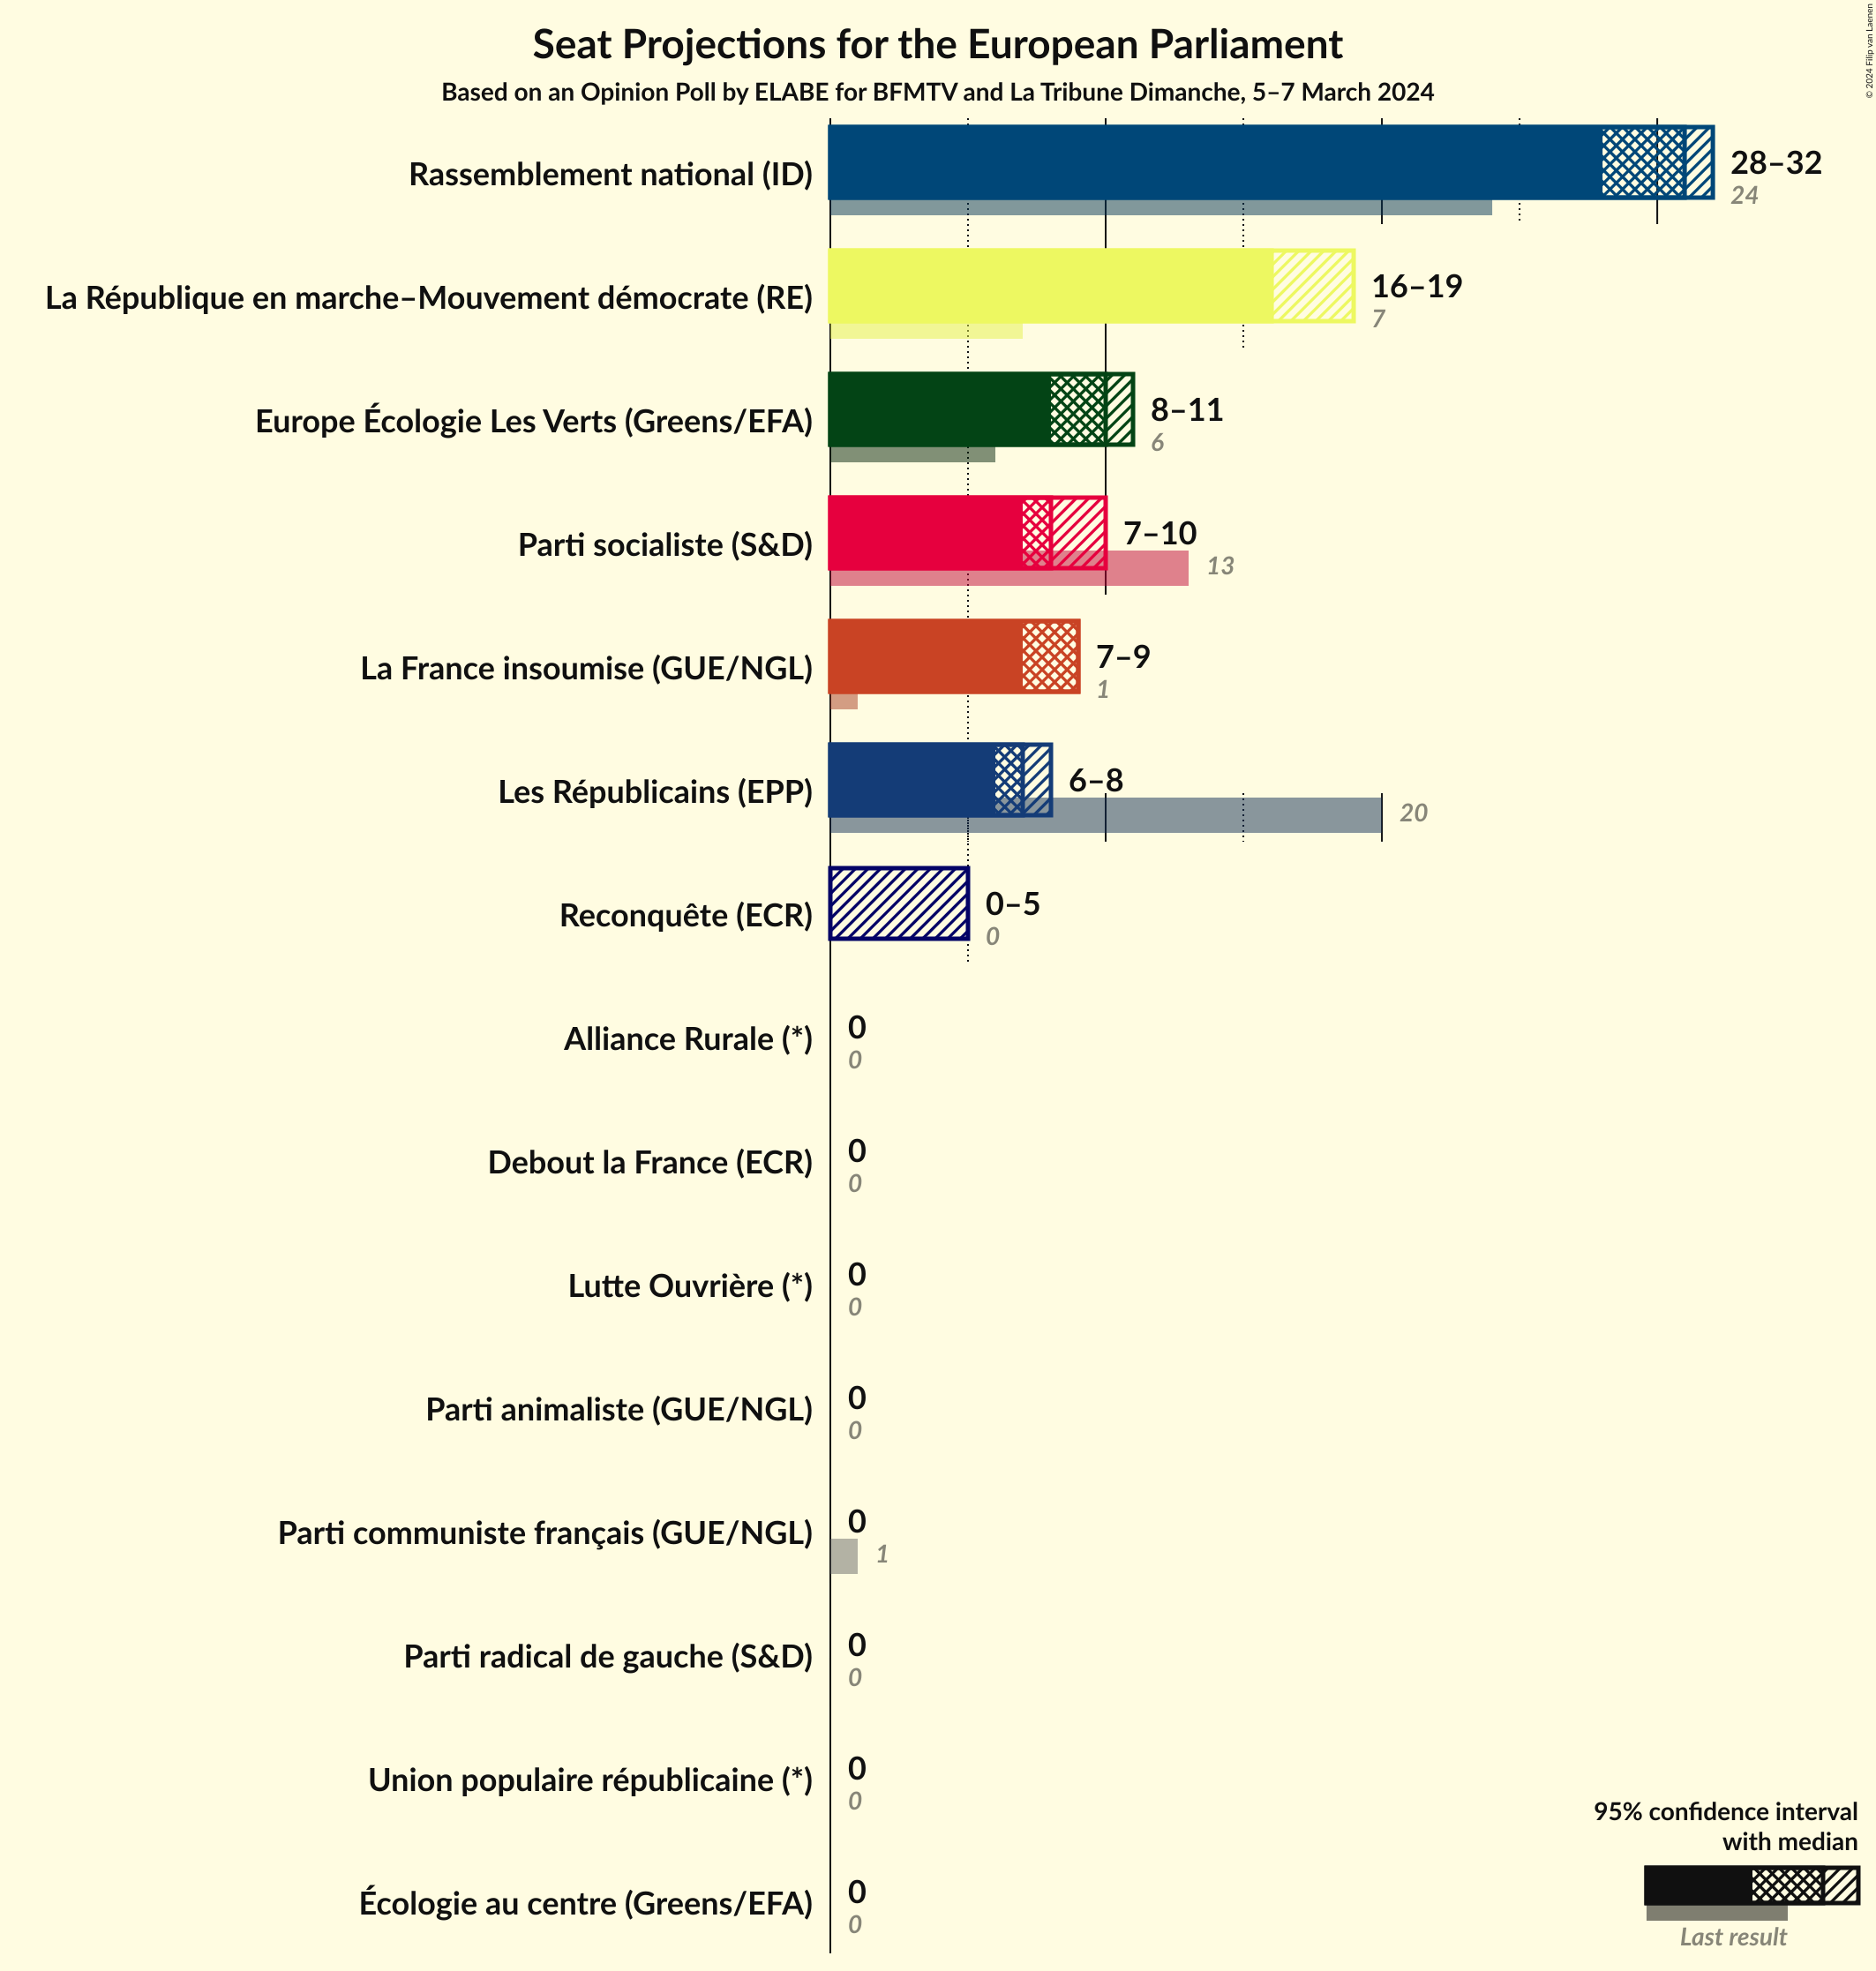 Seat Projections for the European Parliament
Based on an Opinion Poll by ELABE for BFMTV and La Tribune Dimanche, 5–7 March 2024
© 2024 Filip van Laenen
Rassemblement national (ID)
28–32
24
La République en marche–Mouvement démocrate (RE)
16–19
7
Europe Écologie Les Verts (Greens/EFA)
8–11
6
Parti socialiste (S&D)
7–10
13
La France insoumise (GUE/NGL)
7–9
1
Les Républicains (EPP)
6–8
20
Reconquête (ECR)
0–5
0
Alliance Rurale (*)
0
0
Debout la France (ECR)
0
0
Lutte Ouvrière (*)
0
0
Parti animaliste (GUE/NGL)
0
0
Parti communiste français (GUE/NGL)
0
1
Parti radical de gauche (S&D)
0
0
Union populaire républicaine (*)
0
0
Écologie au centre (Greens/EFA)
0
0
95% confidence interval
with median
Last result